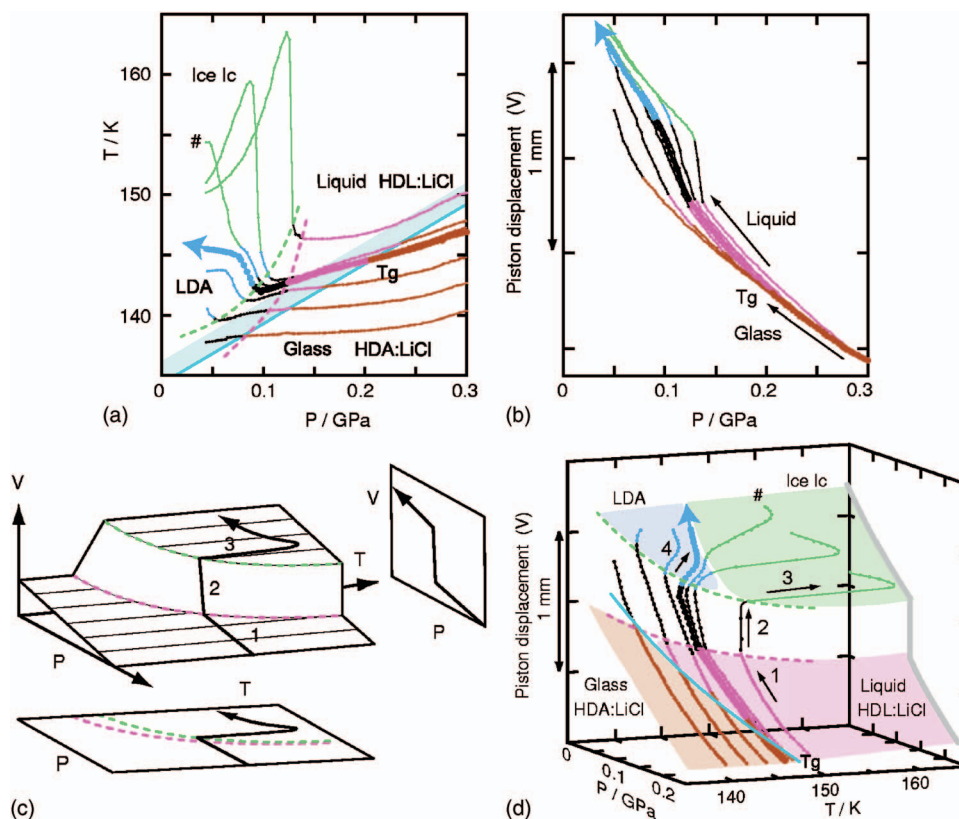 160
Ice Ic
#
T / K
150
Liquid HDL:LiCl
LDA
Tg
140
Glass HDA:LiCl
0
0.1
0.2
0.3
(a)
P / GPa
Piston displacement (V)
1 mm
Liquid
Tg
Glass
0
0.1
0.2
0.3
(b)
P / GPa
V
3
T
2
1
P
V
P
T
P
(c)
Ice Ic
LDA
#
4
3
Piston displacement (V)
1 mm
2
1
Glass
HDA:LiCl
Liquid
HDL:LiCl
Tg
0
0.1
0.2
P / GPa
140
150
160
T / K
(d)